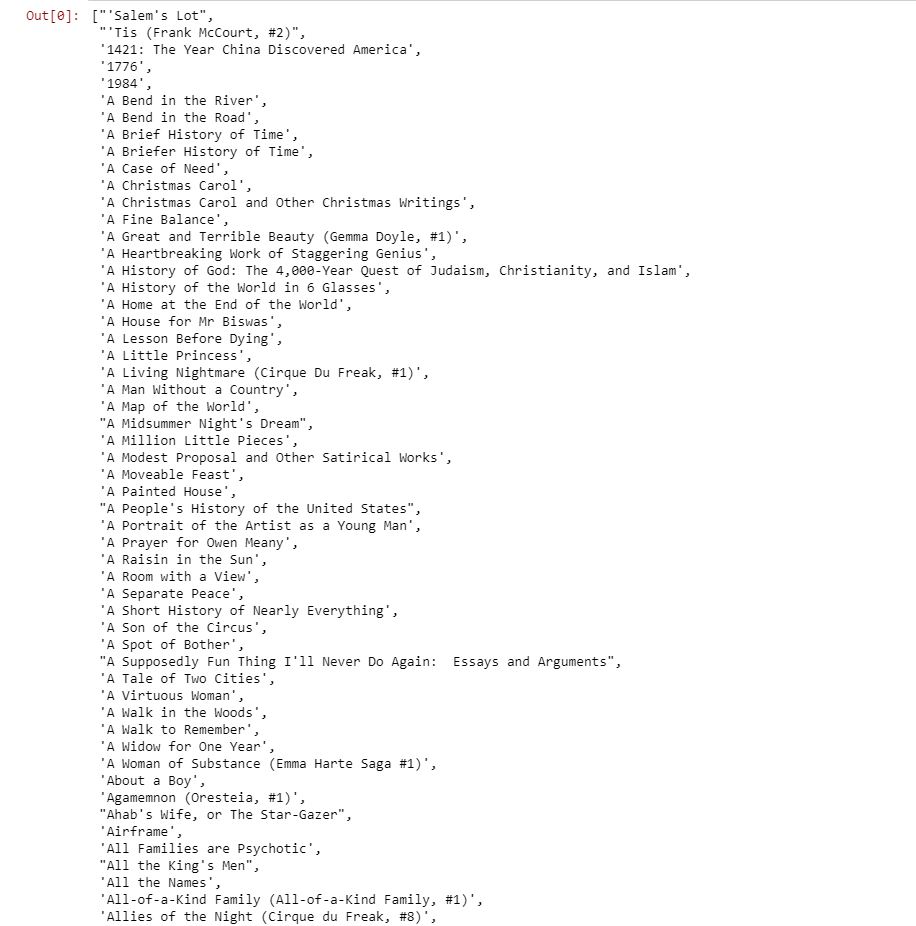 Out[0]: ["'Salem's Lot",
"'Tis (Frank McCourt, #2)",
'1421: The Year China Discovered America',
'1776',
'1984',
'A Bend in the River',
'A Bend in the Road',
'A Brief History of Time',
'A Briefer History of Time',
'A Case of Need',
'A Christmas Carol',
'A Christmas Carol and Other Christmas Writings',
'A Fine Balance',
'A Great and Terrible Beauty (Gemma Doyle, #1)',
'A Heartbreaking Work of Staggering Genius',
'A History of God: The 4,000-Year Quest of Judaism, Christianity, and Islam',
'A History of the World in 6 Glasses',
'A Home at the End of the World',
'A House for Mr Biswas',
'A Lesson Before Dying',
'A Little Princess',
'A Living Nightmare (Cirque Du Freak, #1)',
'A Man Without a Country',
'A Map of the World',
"A Midsummer Night's Dream",
'A Million Little Pieces',
'A Modest Proposal and Other Satirical Works',
'A Moveable Feast',
'A Painted House',
"A People's History of the United States",
'A Portrait of the Artist as a Young Man',
'A Prayer for Owen Meany',
'A Raisin in the Sun',
'A Room with a View',
'A Separate Peace',
'A Short History of Nearly Everything',
'A Son of the Circus',
'A Spot of Bother',
"A Supposedly Fun Thing I'll Never Do Again:  Essays and Arguments",
'A Tale of Two Cities',
'A Virtuous Woman',
'A Walk in the Woods',
'A Walk to Remember',
'A Widow for One Year',
'A Woman of Substance (Emma Harte Saga #1)',
'About a Boy',
'Agamemnon (Oresteia, #1)',
"Ahab's Wife, or The Star-Gazer",
'Airframe',
'All Families are Psychotic',
"All the King's Men",
'All the Names',
'All-of-a-Kind Family (All-of-a-Kind Family, #1)',
'Allies of the Night (Cirque du Freak, #8)',